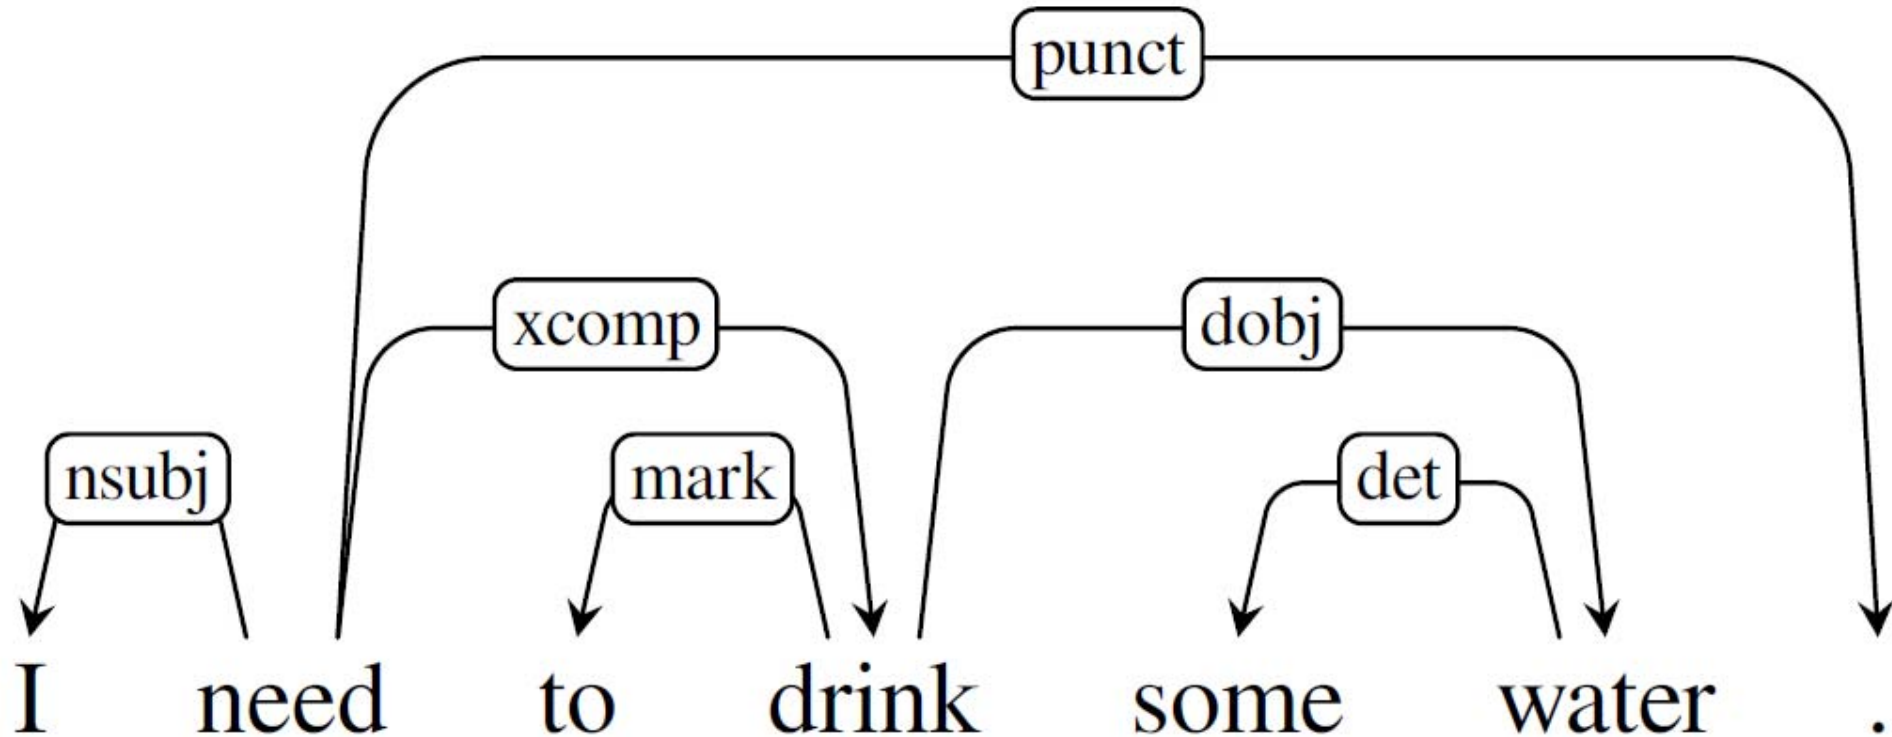 punct
xcomp dobj
nsubj mark det
I need to drink some water .